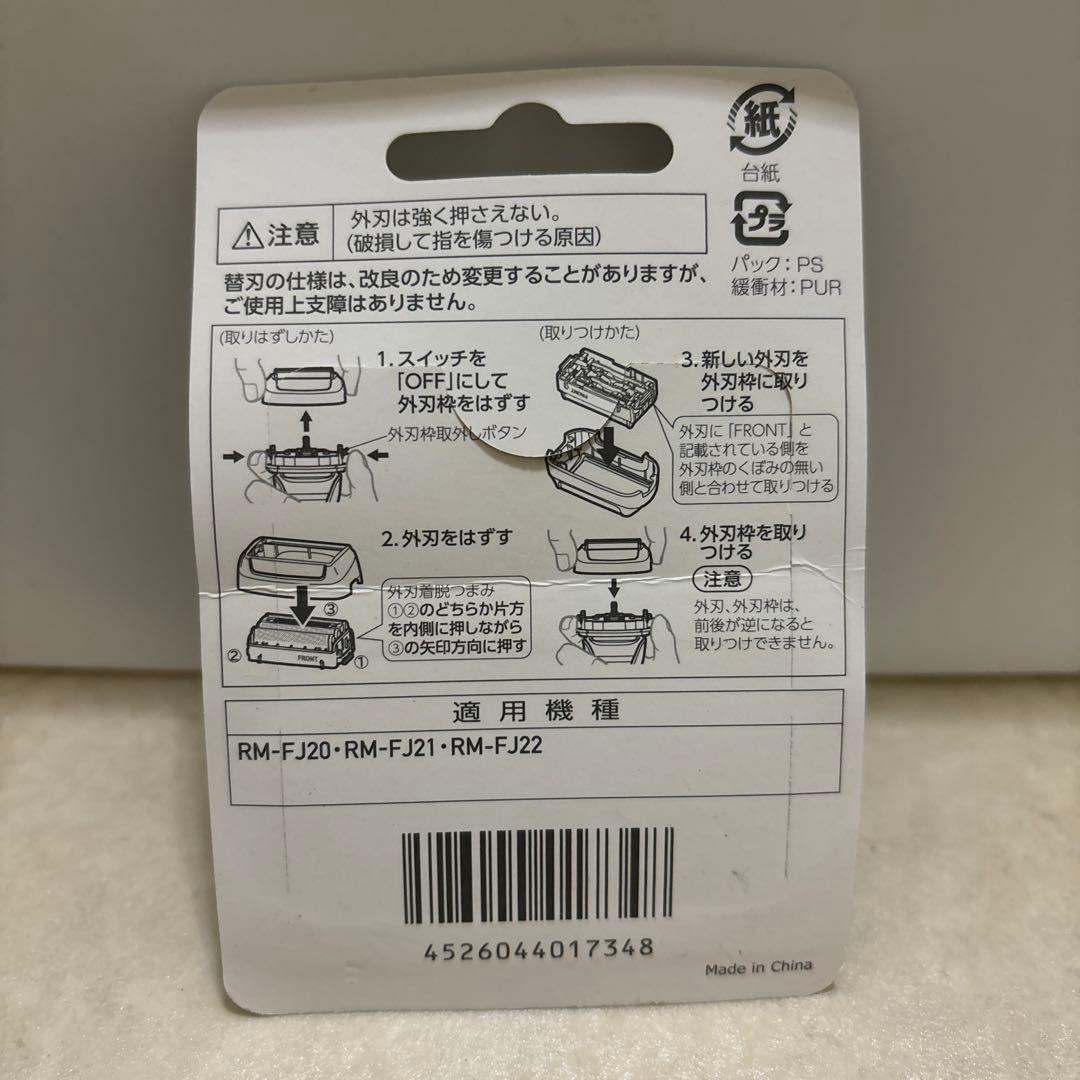 紙
台紙
プラ
パック：PS
緩衝材：PUR
注意
外刃は強く押さえない。
(破損して指を傷つける原因)
替刃の仕様は、改良のため変更することがありますが、
ご使用上支障はありません。
(取りはずしかた)
1. スイッチを
「OFF」にして
外刃枠をはずす
外刃枠取外しボタン
2. 外刃をはずす
外刃着脱つまみ
①②のどちらか片方
を内側に押しながら
③の矢印方向に押す
③
②
①
FRONT
(取りつけかた)
3. 新しい外刃を
外刃枠に取り
つける
外刃に「FRONT」と
記載されている側を
外刃枠のくぼみの無い
側と合わせて取りつける
FRONT
4. 外刃枠を取り
つける
注意
外刃、外刃枠は、
前後が逆になると
取りつけできません。
適用機種
RM-FJ20・RM-FJ21・RM-FJ22
4526044017348
Made in China